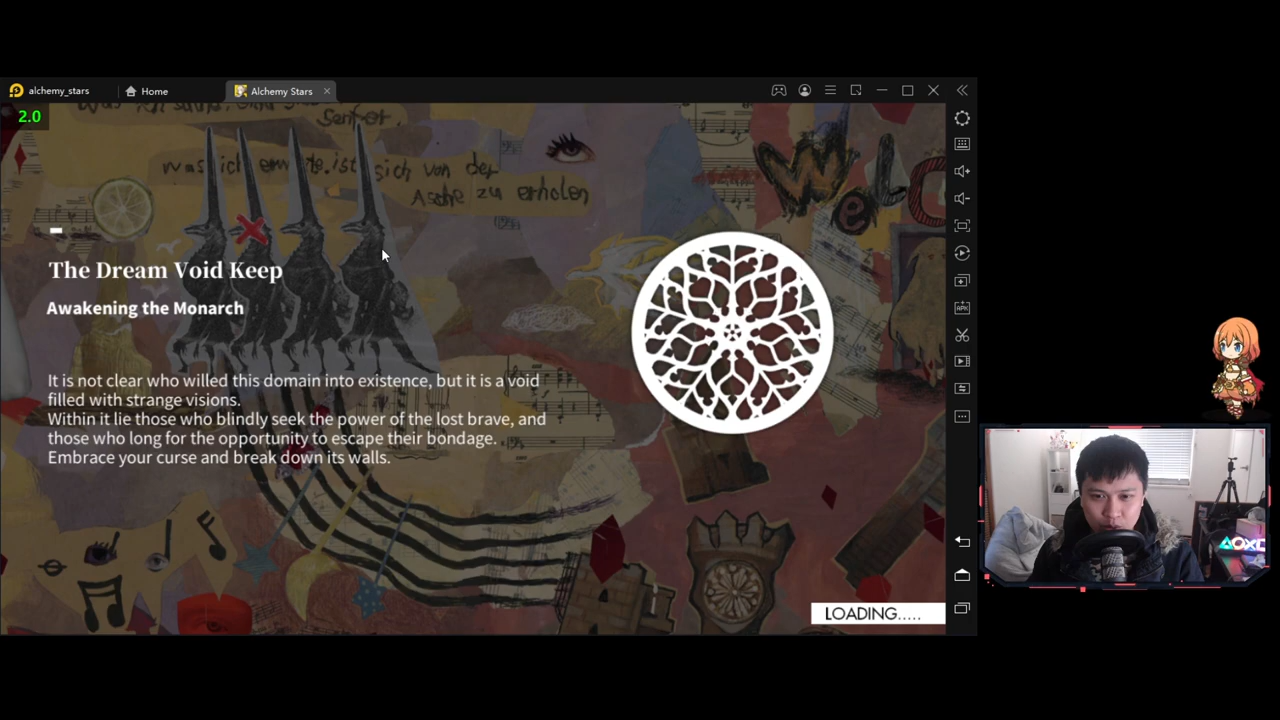 alchemy_stars
Home
Alchemy Stars
2.0
was ich
ist sich von der
Asche zu erholen
WelC
The Dream Void Keep
Awakening the Monarch
It is not clear who willed this domain into existence, but it is a void
filled with strange visions.
Within it lie those who blindly seek the power of the lost brave, and
those who long for the opportunity to escape their bondage.
Embrace your curse and break down its walls.
APK
LOADING.....